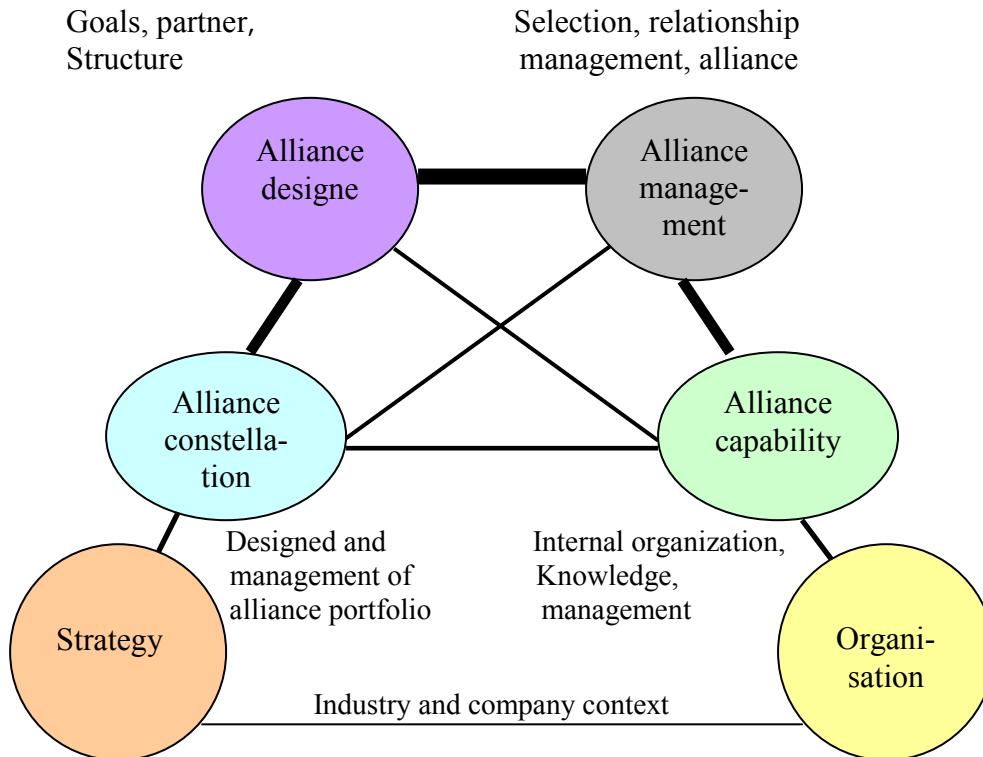 Goals, partner,
Structure
Selection, relationship
management, alliance
Alliance
designe
Alliance
manage-
ment
Alliance
constella-
tion
Alliance
capability
Designed and
management of
alliance portfolio
Internal organization,
Knowledge,
management
Strategy
Organi-
sation
Industry and company context